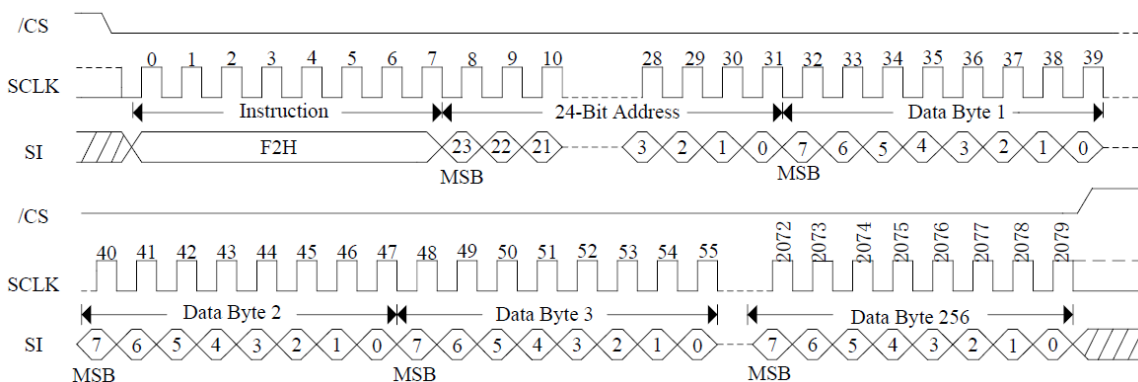 /CS
0 1 2 3 4 5 6 7 8 9 10 28 29 30 31 32 33 34 35 36 37 38 39
SCLK
Instruction 24-Bit Address Data Byte 1
SI F2H 23 22 21 3 2 1 0 7 6 5 4 3 2 1 0
MSB MSB
/CS
40 41 42 43 44 45 46 47 48 49 50 51 52 53 54 55 2072 2073 2074 2075 2076 2077 2078 2079
SCLK
Data Byte 2 Data Byte 3 Data Byte 256
SI 7 6 5 4 3 2 1 0 7 6 5 4 3 2 1 0 7 6 5 4 3 2 1 0
MSB MSB MSB